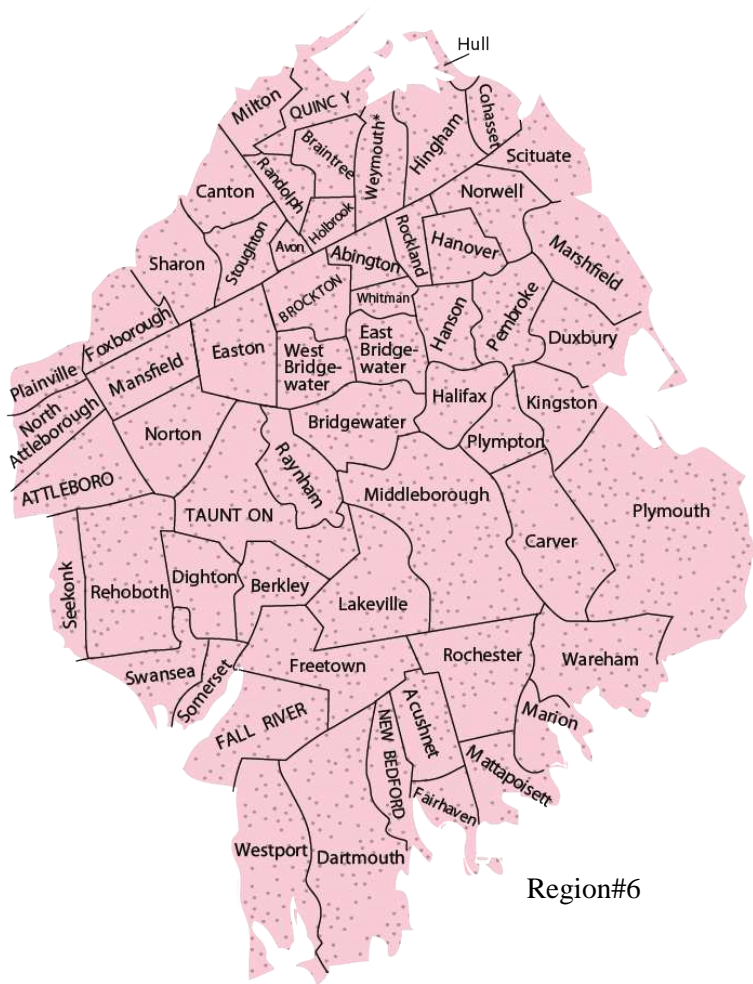 Hull
Milton
QUINC Y
Cohasset
Braintree
Weymouth*
Hingham
Scituate
Randolph
Canton
Norwell
Holbrook
Stoughton
Avon
Rockland
Hanover
Abington
Sharon
Marshfield
BROCKTON
Whitman
Hanson
Pembroke
Foxborough
Duxbury
Easton
West
Bridge-
water
East
Bridge-
water
Plainville
Mansfield
North
Attleborough
Halifax
Kingston
Norton
Bridgewater
Plympton
Raynham
ATTLEBORO
Middleborough
TAUNT ON
Plymouth
Carver
Seekonk
Rehoboth
Dighton
Berkley
Lakeville
Swansea
Somerset
Freetown
Rochester
Wareham
FALL RIVER
NEW BEDFORD
Acushnet
Marion
Mattapoisett
Fairhaven
Westport
Dartmouth
Region#6